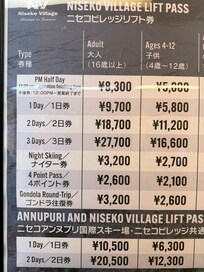 Niseko Village
NISEKO VILLAGE LIFT PASS
ニセコビレッジリフト券
Type
券種
Adult
大人
(16歳以上)
Ages 4-12
子供
(4歳〜12歳)
PM Half Day
¥8,300 ¥5,000
1 Day/1日券 ¥9,700 ¥5,800
2 Days/2日券 ¥18,700 ¥11,200
3 Days/3日券 ¥27,700 ¥16,600
Night Skiing/
ナイター券
¥3,200 ¥2,700
4 Point Pass/
4ポイント券
¥2,600 ¥2,100
Gondola Round-Trip/
ゴンドラ往復券
¥3,200 ¥2,600
ANNUPURI AND NISEKO VILLAGE LIFT PASS
ニセコアンヌプリ国際スキー場・ニセコビレッジ共通
1 Day/1日券 ¥10,500 ¥6,300
2 Days/2日券 ¥20,500 ¥12,300